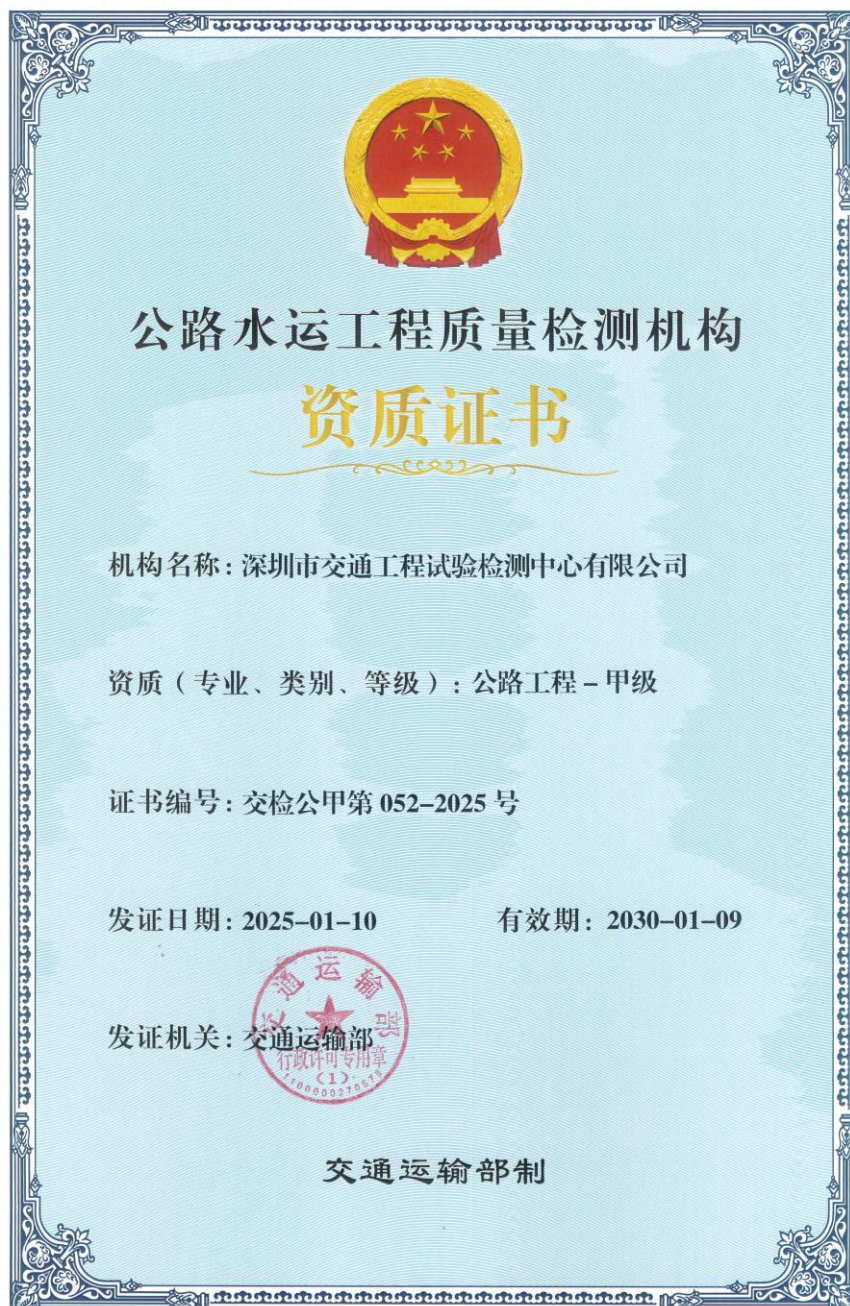 公路水运工程质量检测机构
资质证书
机构名称：深圳市交通工程试验检测中心有限公司
资质（专业、类别、等级）：公路工程－甲级
证书编号：交检公甲第 052-2025 号
发证日期：2025-01-10 有效期：2030-01-09
发证机关：交通运输部
交通运输部
行政许可专用章
(1)
1100000270570
交通运输部制